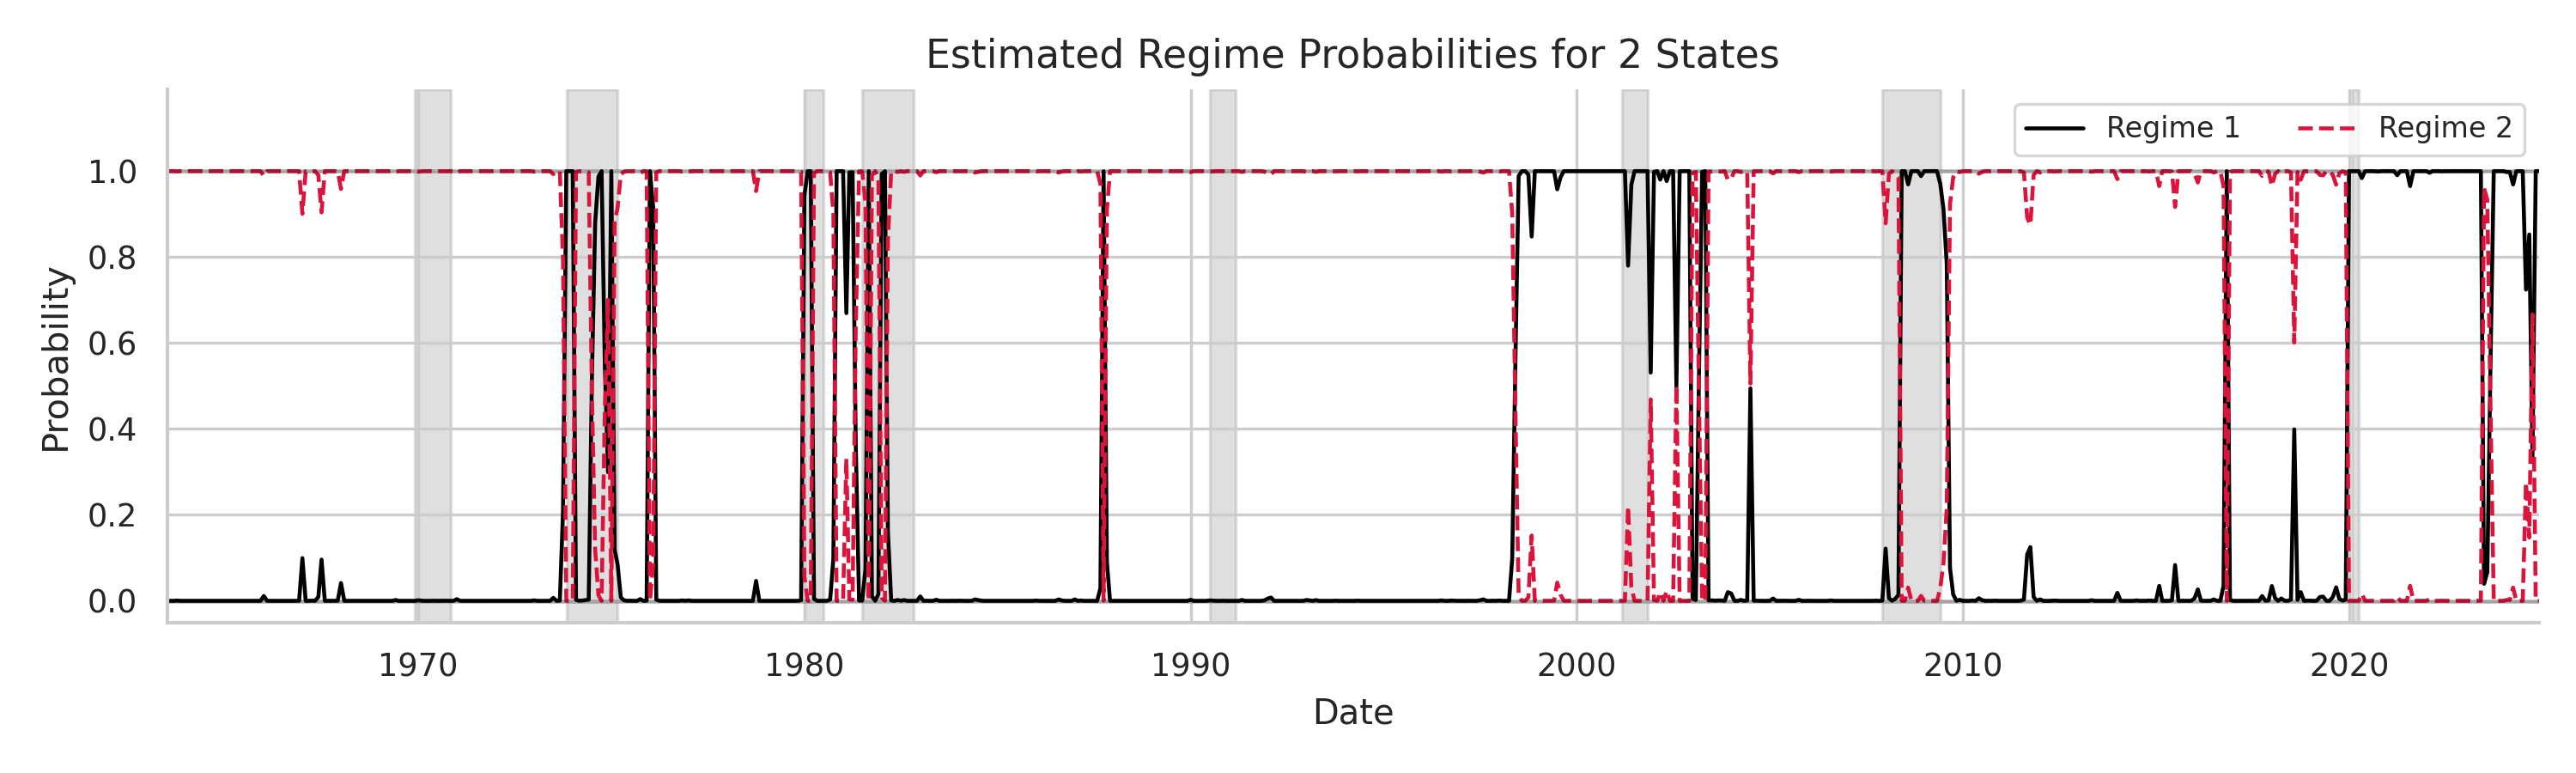 Estimated Regime Probabilities for 2 States
Regime 1
Regime 2
Probability
1.0
0.8
0.6
0.4
0.2
0.0
1970
1980
1990
2000
2010
2020
Date